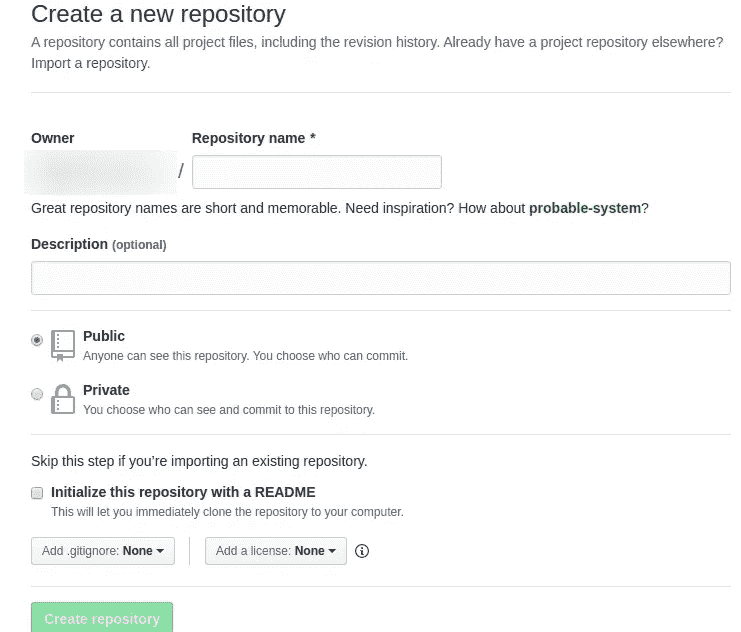 Create a new repository
A repository contains all project files, including the revision history. Already have a project repository elsewhere?
Import a repository.
Owner
Repository name *
/
Great repository names are short and memorable. Need inspiration? How about probable-system?
Description (optional)
Public
Anyone can see this repository. You choose who can commit.
Private
You choose who can see and commit to this repository.
Skip this step if you’re importing an existing repository.
Initialize this repository with a README
This will let you immediately clone the repository to your computer.
Add .gitignore: None
Add a license: None
Create repository